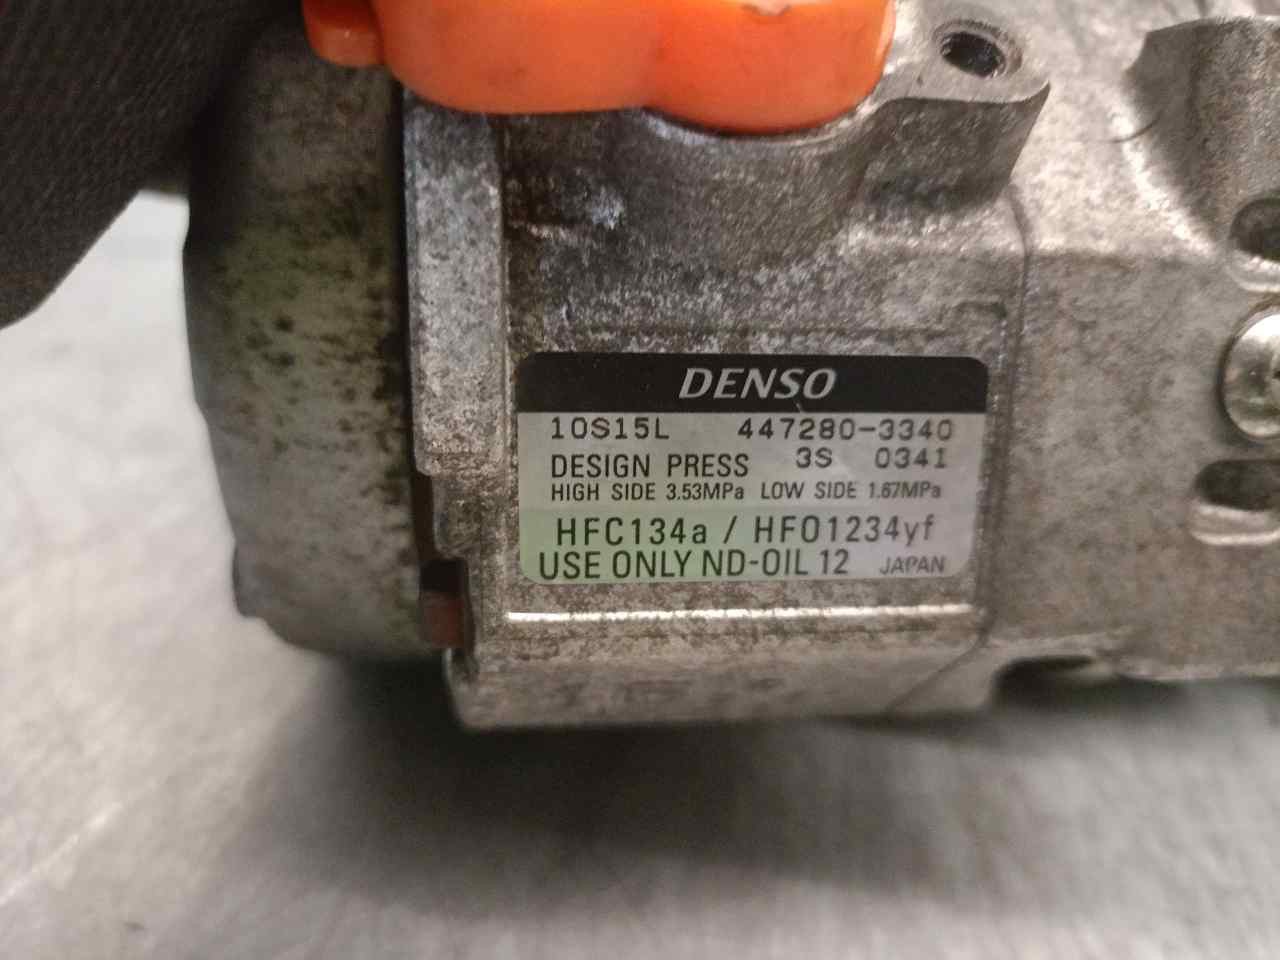 DENSO
10S15L 447280-3340
DESIGN PRESS 3S 0341
HIGH SIDE 3.53MPa LOW SIDE 1.67MPa
HFC134a / HFO1234yf
USE ONLY ND-OIL 12 JAPAN